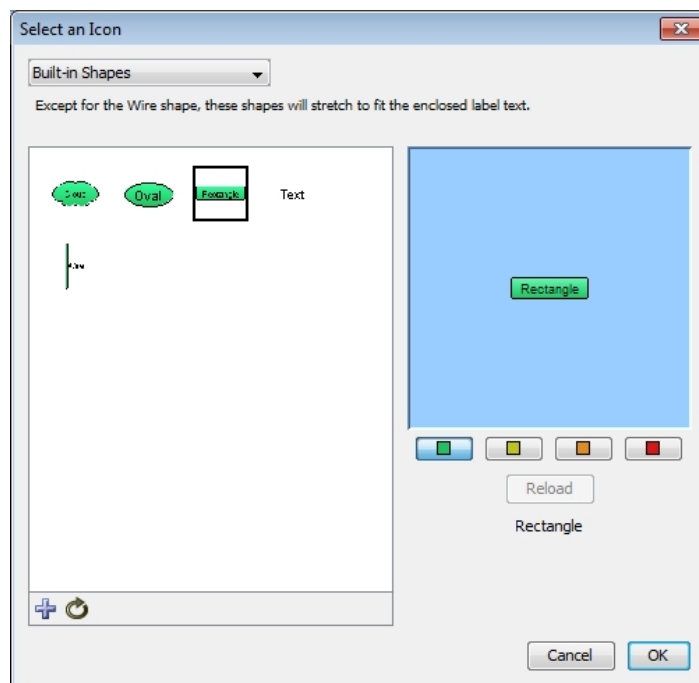 Select an Icon
Built-in Shapes
Except for the Wire shape, these shapes will stretch to fit the enclosed label text.
Oval
Rectangle
Text
Rectangle
Reload
Rectangle
Cancel
OK